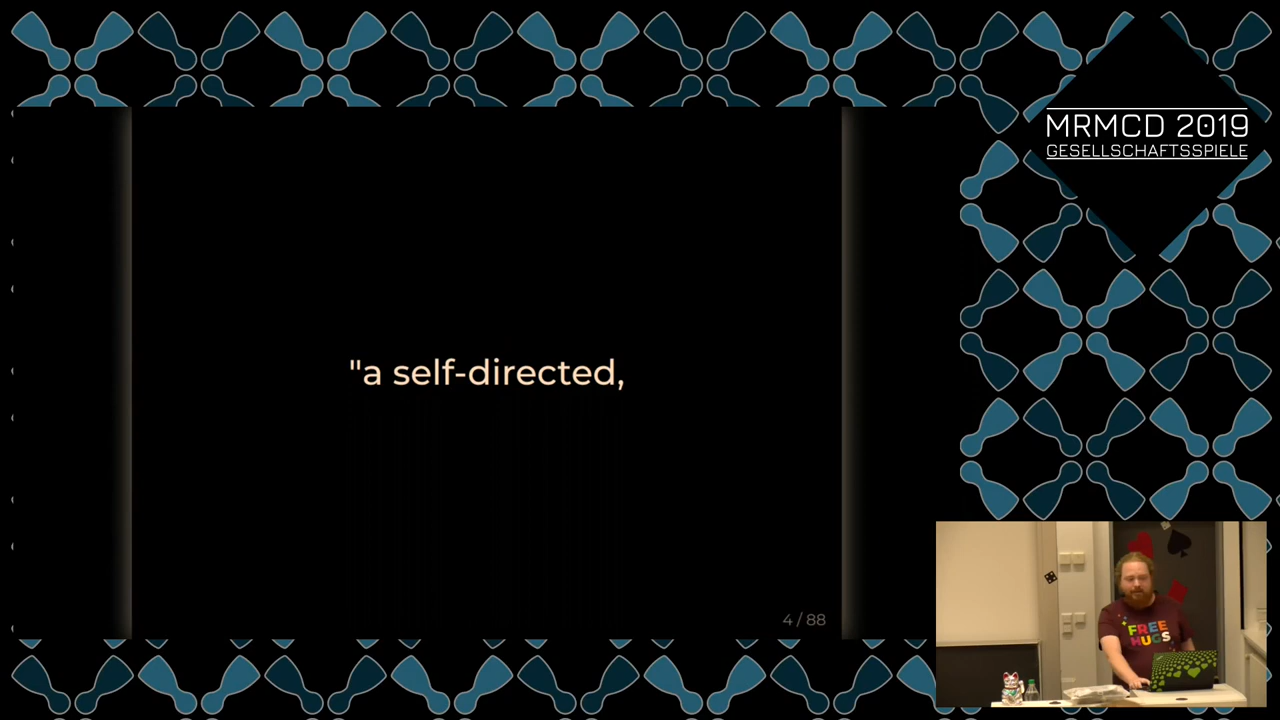 MRMCD 2019
GESELLSCHAFTSSPIELE
"a self-directed,
4 / 88
FREE
HUGS